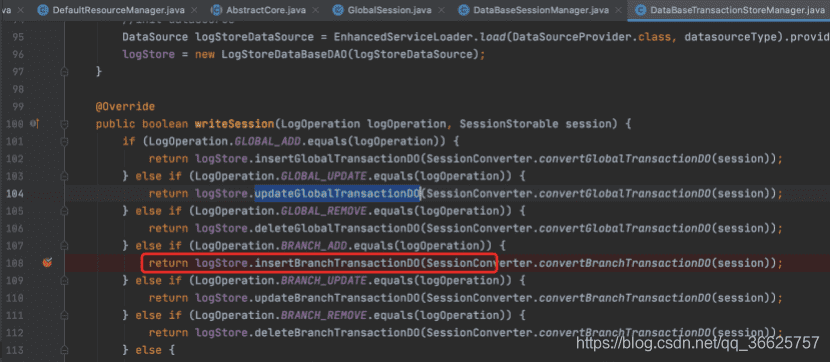 va DefaultResourceManager.java AbstractCore.java GlobalSession.java DataBaseSessionManager.java DataBaseTransactionStoreManager.java
95 DataSource logStoreDataSource = EnhancedServiceLoader.load(DataSourceProvider.class, datasourceType).provid
96 logStore = new LogStoreDataBaseDAO(logStoreDataSource);
97 }
98
99 @Override
100 public boolean writeSession(LogOperation logOperation, SessionStorable session) {
101 if (LogOperation.GLOBAL_ADD.equals(logOperation)) {
102 return logStore.insertGlobalTransactionDO(SessionConverter.convertGlobalTransactionDO(session));
103 } else if (LogOperation.GLOBAL_UPDATE.equals(logOperation)) {
104 return logStore.updateGlobalTransactionDO(SessionConverter.convertGlobalTransactionDO(session));
105 } else if (LogOperation.GLOBAL_REMOVE.equals(logOperation)) {
106 return logStore.deleteGlobalTransactionDO(SessionConverter.convertGlobalTransactionDO(session));
107 } else if (LogOperation.BRANCH_ADD.equals(logOperation)) {
108 return logStore.insertBranchTransactionDO(SessionConverter.convertBranchTransactionDO(session));
109 } else if (LogOperation.BRANCH_UPDATE.equals(logOperation)) {
110 return logStore.updateBranchTransactionDO(SessionConverter.convertBranchTransactionDO(session));
111 } else if (LogOperation.BRANCH_REMOVE.equals(logOperation)) {
112 return logStore.deleteBranchTransactionDO(SessionConverter.convertBranchTransactionDO(session));
113 } else {
https://blog.csdn.net/qq_36625757